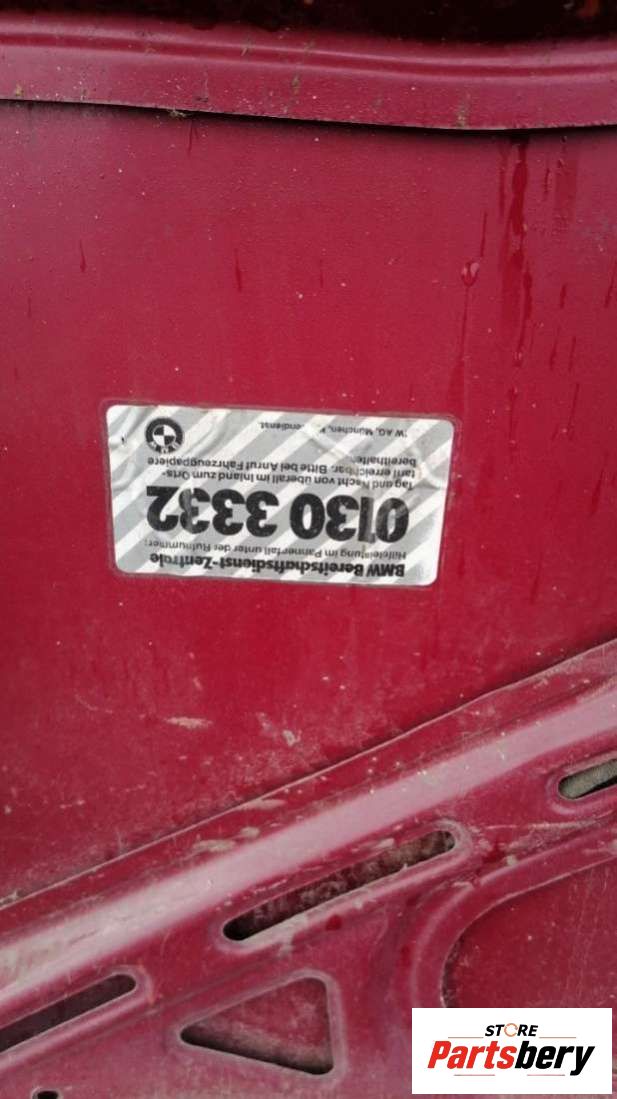 BMW Bereitschaftsdienst-Zentrale
Hilfeleistung im Pannenfall unter der Rufnummer:
0130 3332
Tag und Nacht von überall im Inland zum Orts-
tarif erreichbar. Bitte bei Anruf Fahrzeugpapiere
bereithalten
AG, München,
BMW
STORE
Partsbery